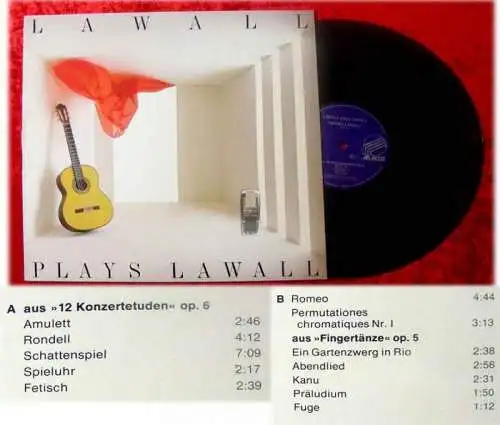 LAWALL
PLAYS LAWALL
A aus »12 Konzertetuden« op. 6
Amulett 2:46
Rondell 4:12
Schattenspiel 7:09
Spieluhr 2:17
Fetisch 2:39
B Romeo 4:44
Permutationes
chromatiques Nr. I 3:13
aus »Fingertänze« op. 5
Ein Gartenzwerg in Rio 2:38
Abendlied 2:56
Kanu 2:31
Präludium 1:50
Fuge 1:12